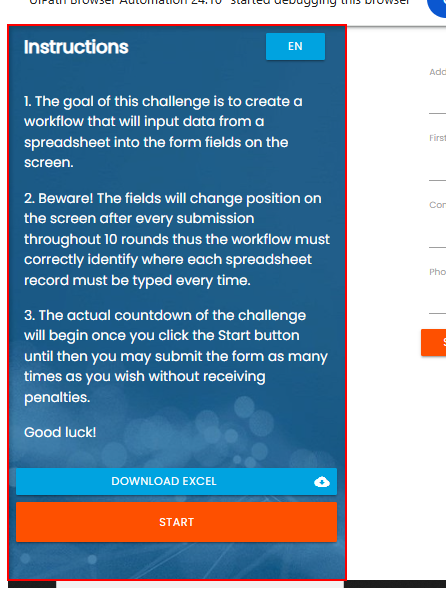 UiPath Browser Automation 24.10" started debugging this browser
Instructions
EN
1. The goal of this challenge is to create a
workflow that will input data from a
spreadsheet into the form fields on the
screen.
2. Beware! The fields will change position on
the screen after every submission
throughout 10 rounds thus the workflow must
correctly identify where each spreadsheet
record must be typed every time.
3. The actual countdown of the challenge
will begin once you click the Start button
until then you may submit the form as many
times as you wish without receiving
penalties.
Good luck!
DOWNLOAD EXCEL
START
Add
First
Pho